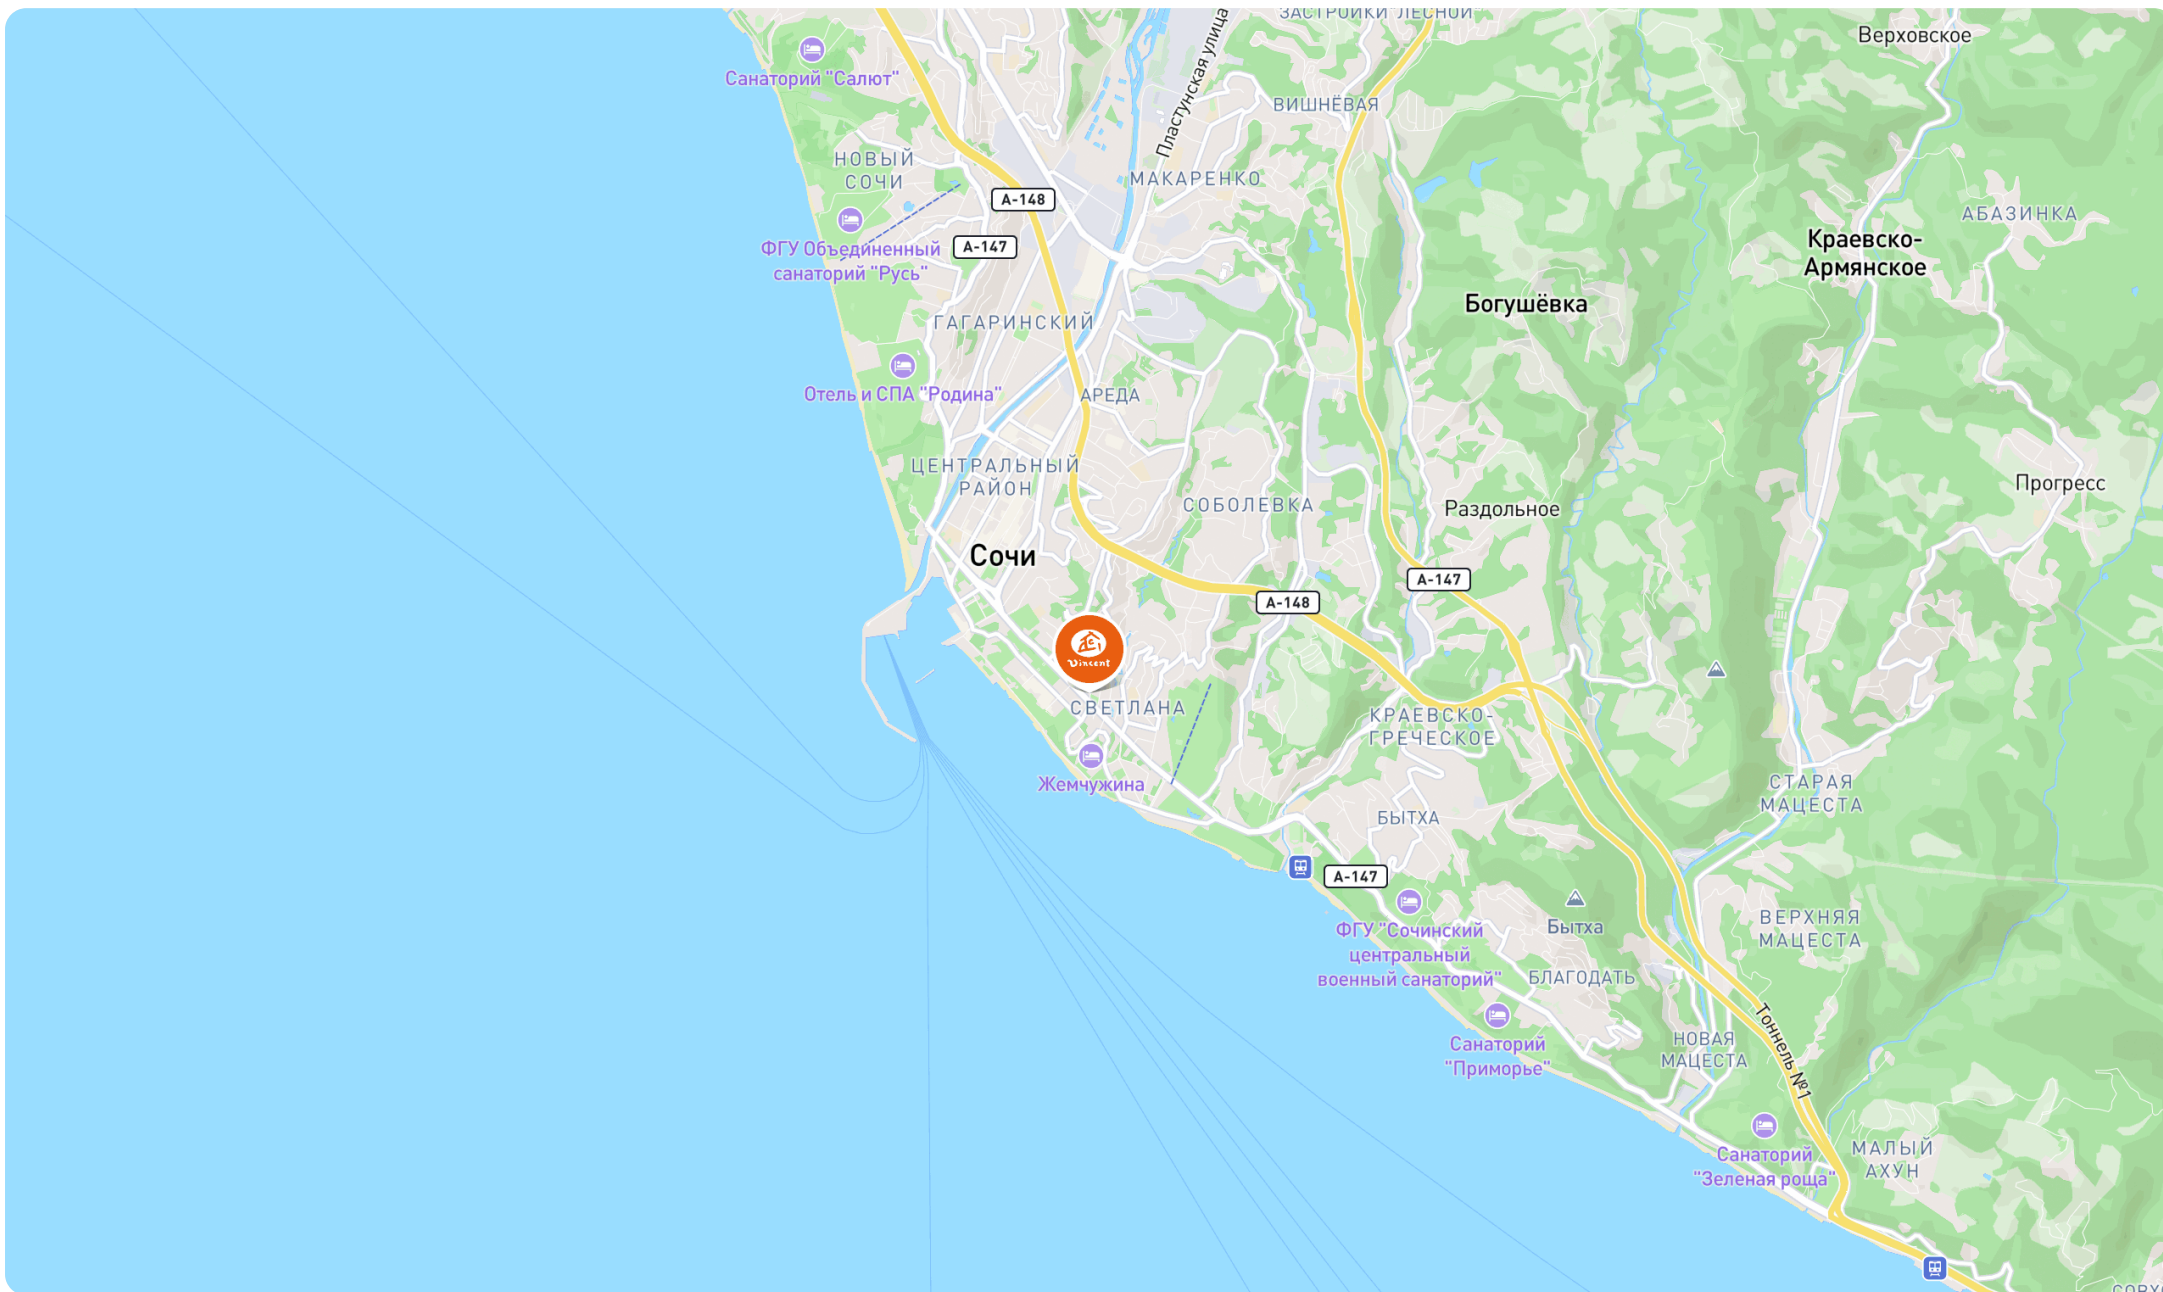 ЗАСТРОЙКИ ЛЕСНОЙ
Верховское
Санаторий "Салют"
Пластунская улица
ВИШНЁВАЯ
НОВЫЙ
СОЧИ
МАКАРЕНКО
А-148
АБАЗИНКА
А-147
ФГУ Объединенный
санаторий "Русь"
Краевско-
Армянское
Богушёвка
ГАГАРИНСКИЙ
Отель и СПА "Родина"
АРЕДА
ЦЕНТРАЛЬНЫЙ
РАЙОН
Прогресс
СОБОЛЕВКА
Раздольное
Сочи
А-147
А-148
Vincent
СВЕТЛАНА
КРАЕВСКО-
ГРЕЧЕСКОЕ
Жемчужина
СТАРАЯ
МАЦЕСТА
БЫТХА
А-147
ФГУ "Сочинский
центральный
военный санаторий"
Бытха
ВЕРХНЯЯ
МАЦЕСТА
БЛАГОДАТЬ
Санаторий
"Приморье"
НОВАЯ
МАЦЕСТА
Тоннель №1
Санаторий
"Зеленая роща"
МАЛЫЙ
АХУН